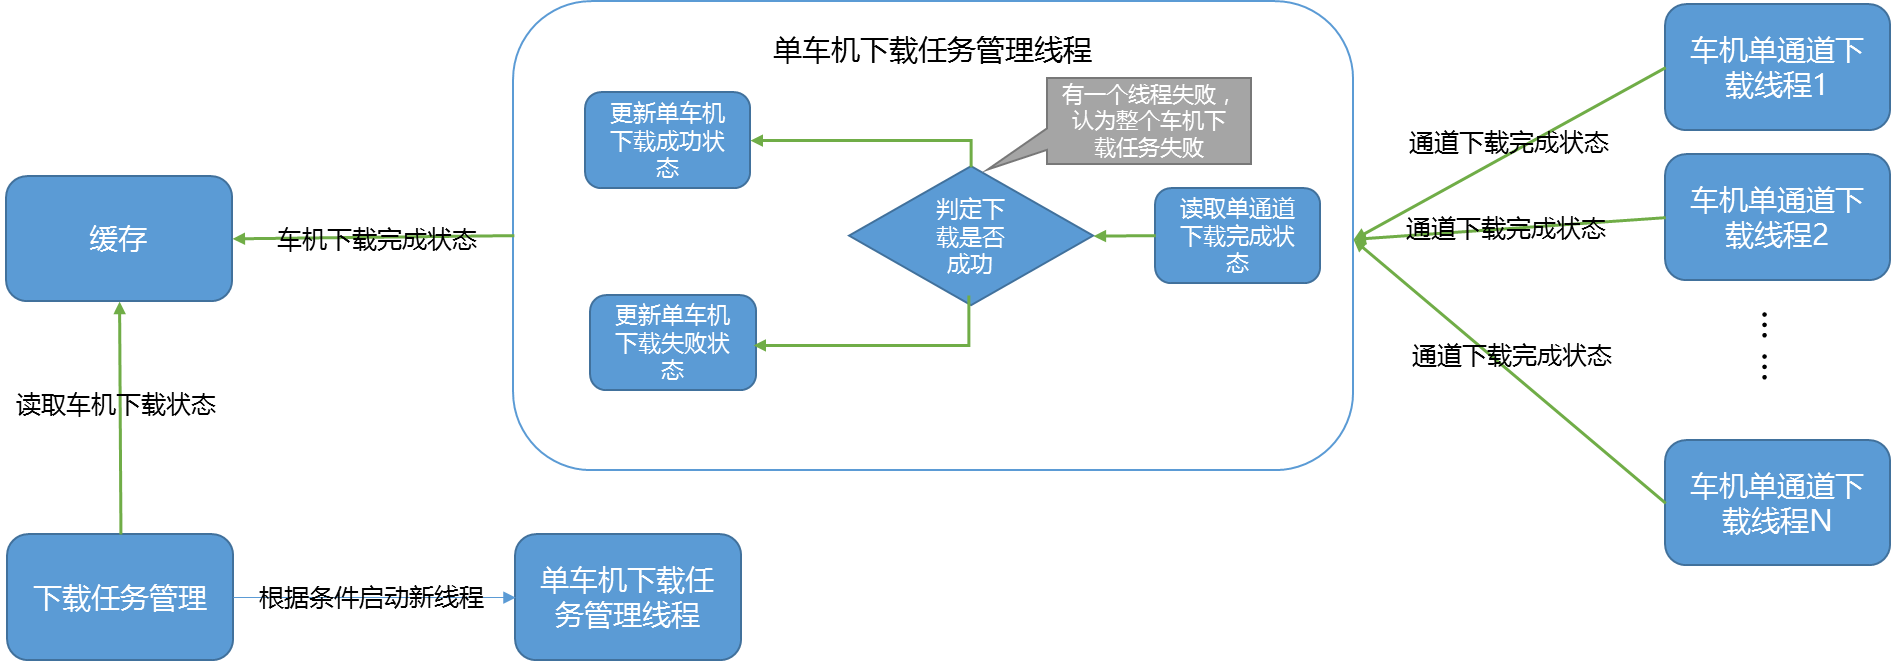 单车机下载任务管理线程
有一个线程失败，
认为整个车机下
载任务失败
更新单车机
下载成功状
态
判定下
载是否
成功
读取单通道
下载完成状
态
更新单车机
下载失败状
态
车机单通道下
载线程1
通道下载完成状态
车机单通道下
载线程2
通道下载完成状态
……
通道下载完成状态
车机单通道下
载线程N
缓存
车机下载完成状态
读取车机下载状态
下载任务管理
根据条件启动新线程
单车机下载任
务管理线程